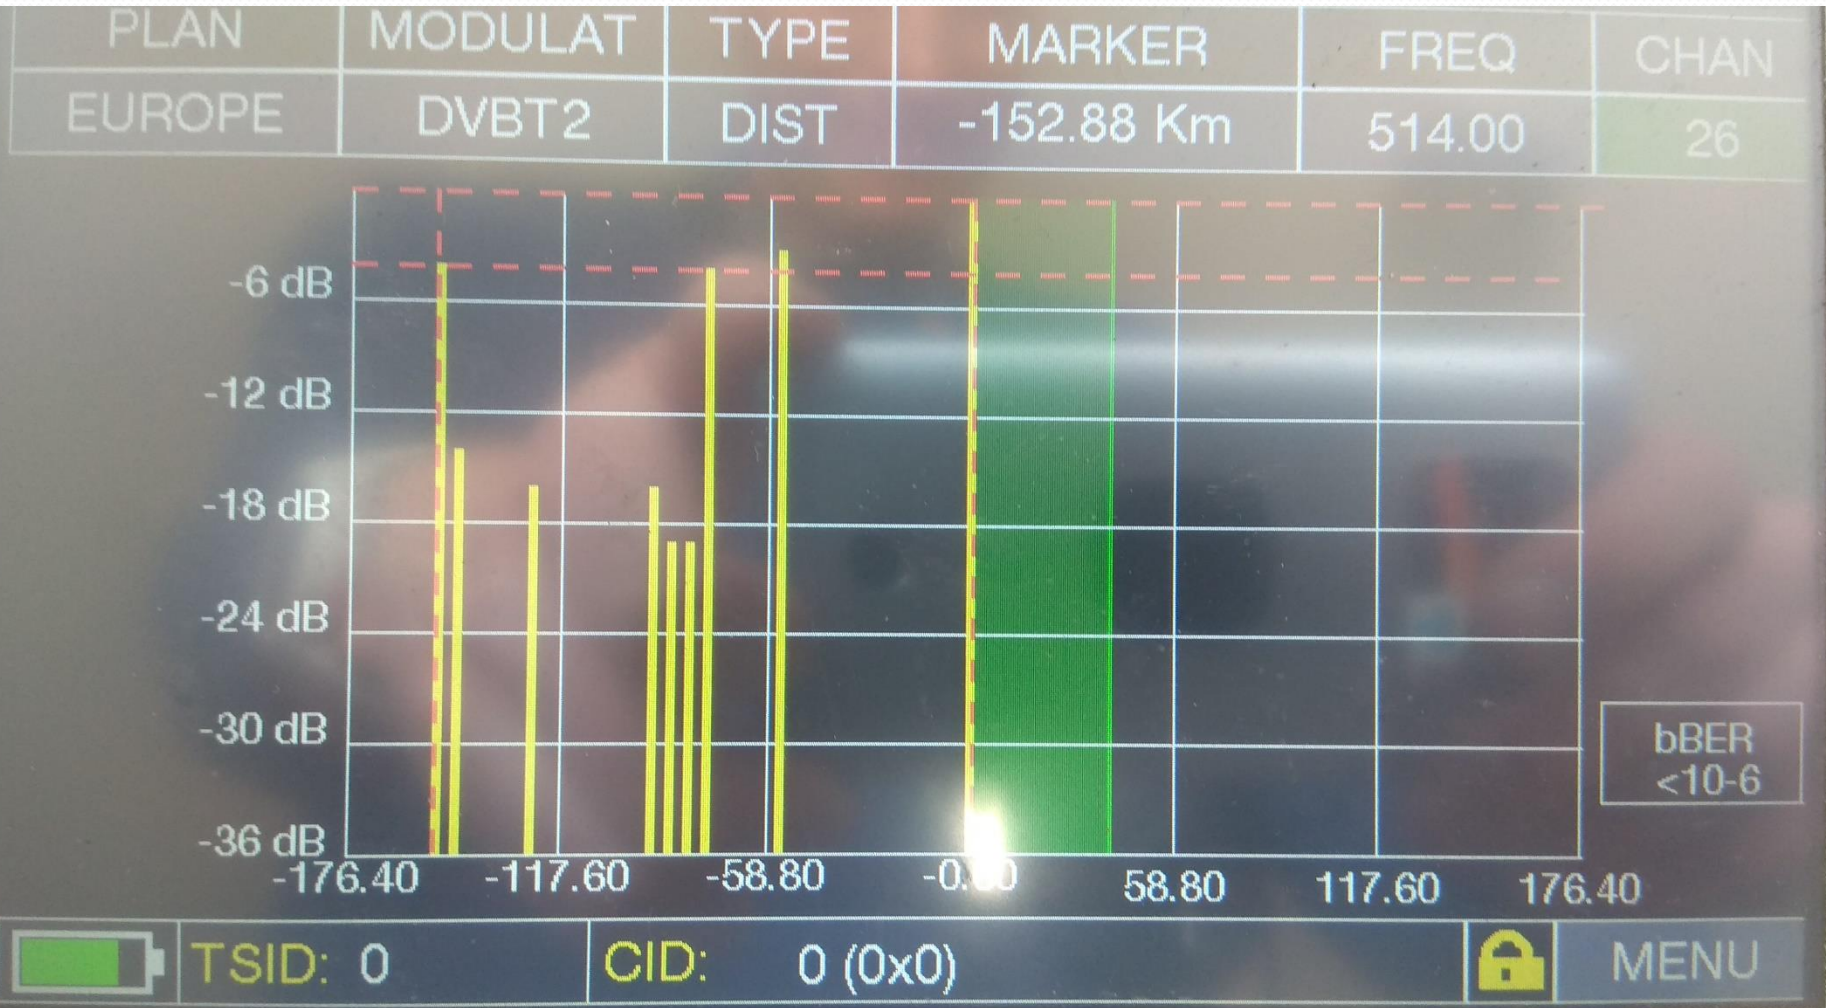 PLAN MODULAT TYPE MARKER FREQ CHAN
EUROPE DVBT2 DIST -152.88 Km 514.00 26
-6 dB
-12 dB
-18 dB
-24 dB
-30 dB
bBER
<10-6
-36 dB
-176.40 -117.60 -58.80 58.80 117.60 176.40
TSID: 0 CID: 0 (0x0) MENU